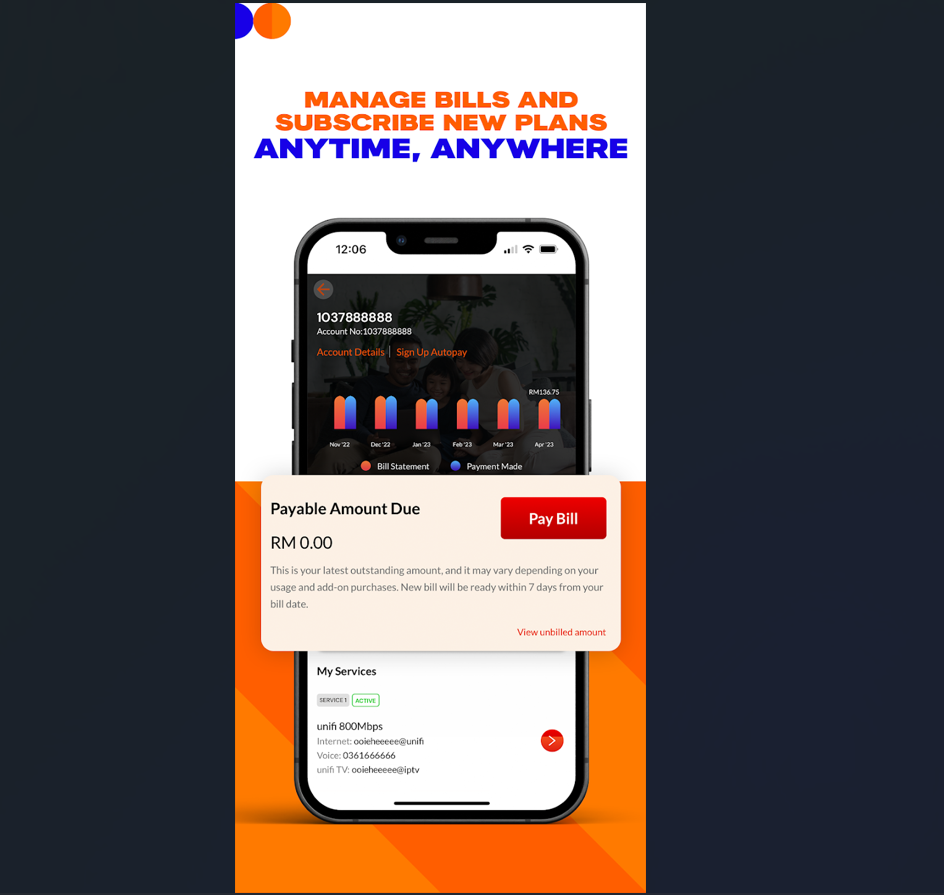 MANAGE BILLS AND
SUBSCRIBE NEW PLANS
ANYTIME, ANYWHERE
12:06
1037888888
Account No:1037888888
Account Details | Sign Up Autopay
RM136.75
Nov '22 Dec '22 Jan '23 Feb '23 Mar '23 Apr '23
Bill Statement Payment Made
Payable Amount Due
Pay Bill
RM 0.00
This is your latest outstanding amount, and it may vary depending on your
usage and add-on purchases. New bill will be ready within 7 days from your
bill date.
View unbilled amount
My Services
SERVICE 1 ACTIVE
unifi 800Mbps
Internet: ooieheeeee@unifi
Voice: 0361666666
unifi TV: ooieheeeee@iptv